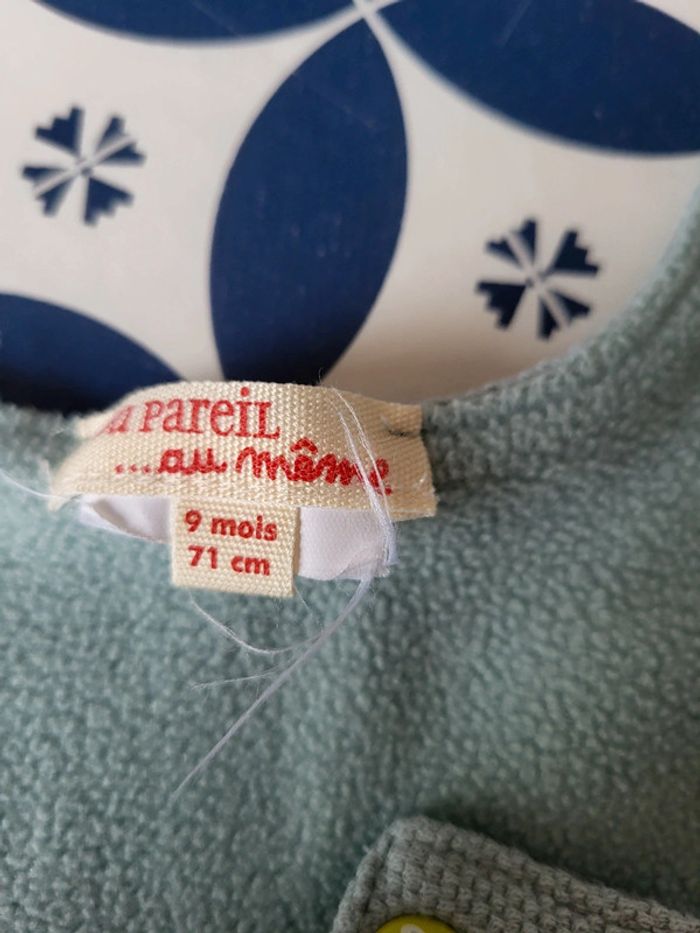 Pareil
...au même
9 mois
71 cm